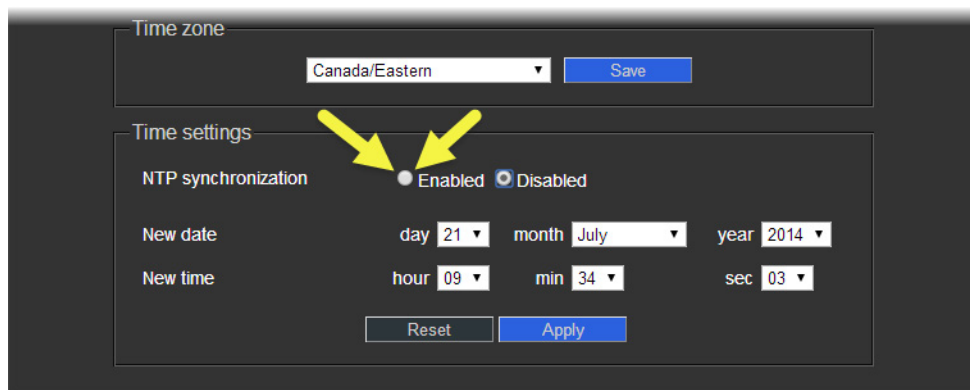 Time zone
Canada/Eastern Save
Time settings
NTP synchronization Enabled Disabled
New date day 21 month July year 2014
New time hour 09 min 34 sec 03
Reset Apply